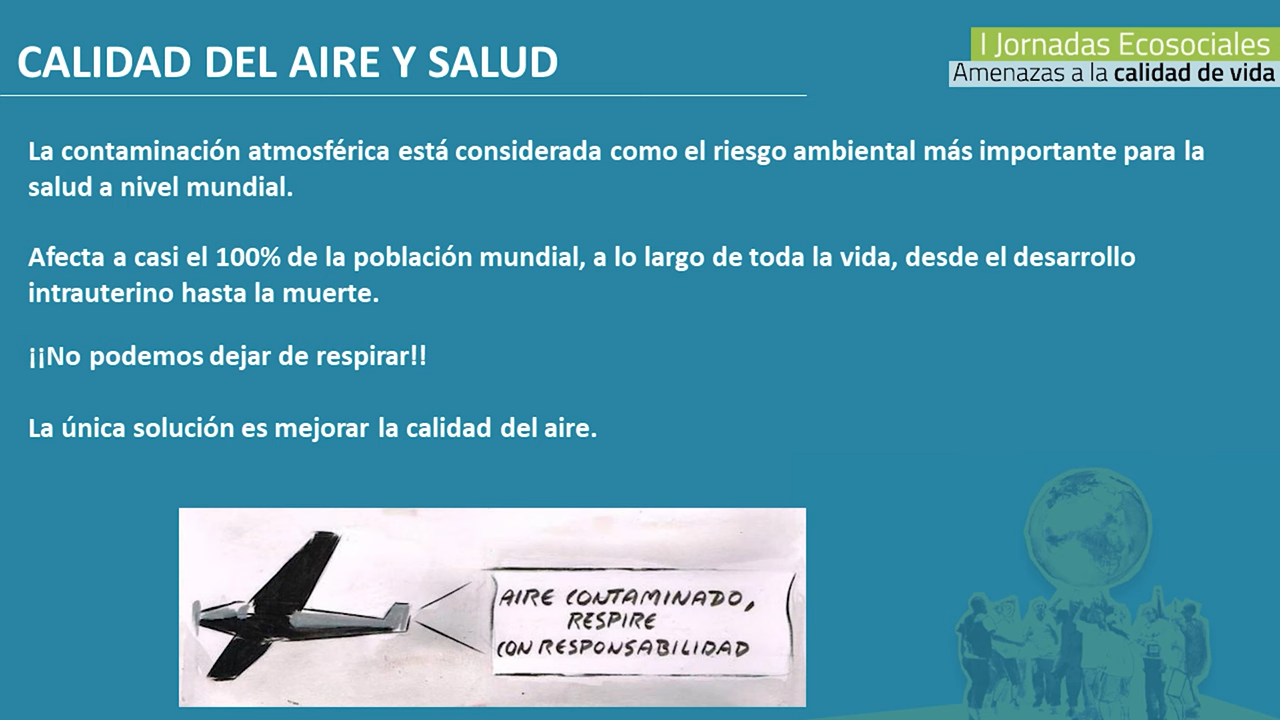 CALIDAD DEL AIRE Y SALUD
I Jornadas Ecosociales
Amenazas a la calidad de vida
La contaminación atmosférica está considerada como el riesgo ambiental más importante para la
salud a nivel mundial.
Afecta a casi el 100% de la población mundial, a lo largo de toda la vida, desde el desarrollo
intrauterino hasta la muerte.
¡¡No podemos dejar de respirar!!
La única solución es mejorar la calidad del aire.
AIRE CONTAMINADO,
RESPIRE
CON RESPONSABILIDAD